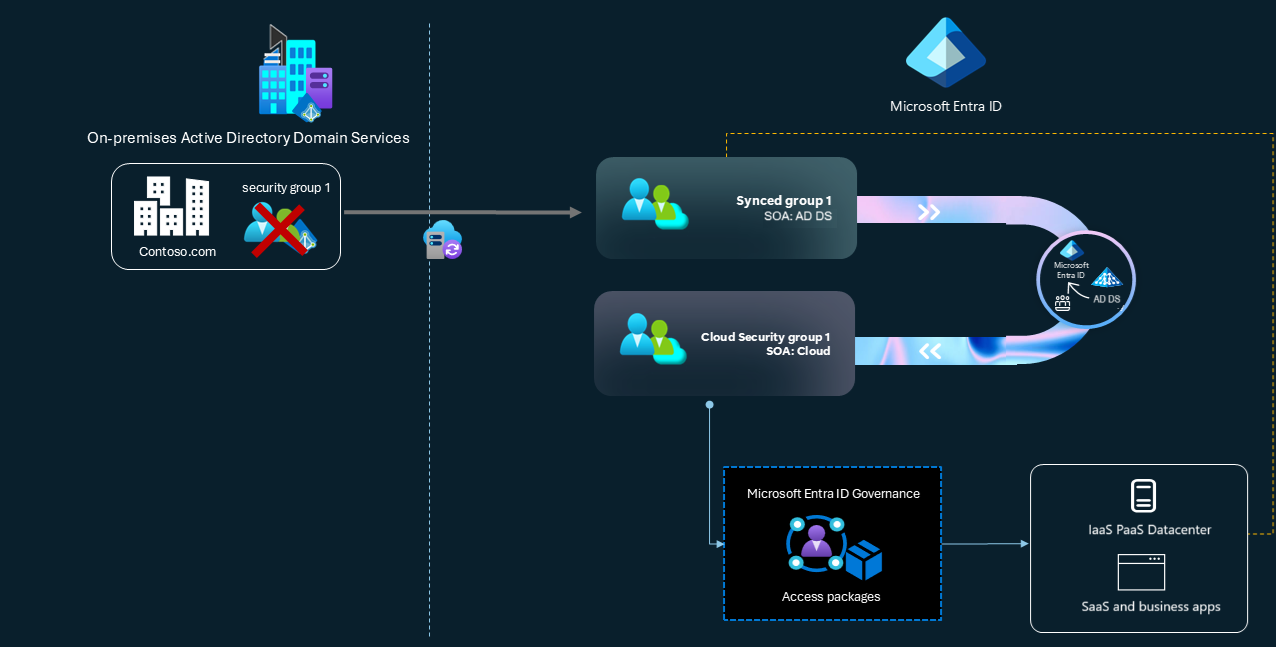 Microsoft Entra ID
On-premises Active Directory Domain Services
security group 1
Contoso.com
Synced group 1
SOA: AD DS
Microsoft
Entra ID
AD DS
Cloud Security group 1
SOA: Cloud
Microsoft Entra ID Governance
Access packages
IaaS PaaS Datacenter
SaaS and business apps